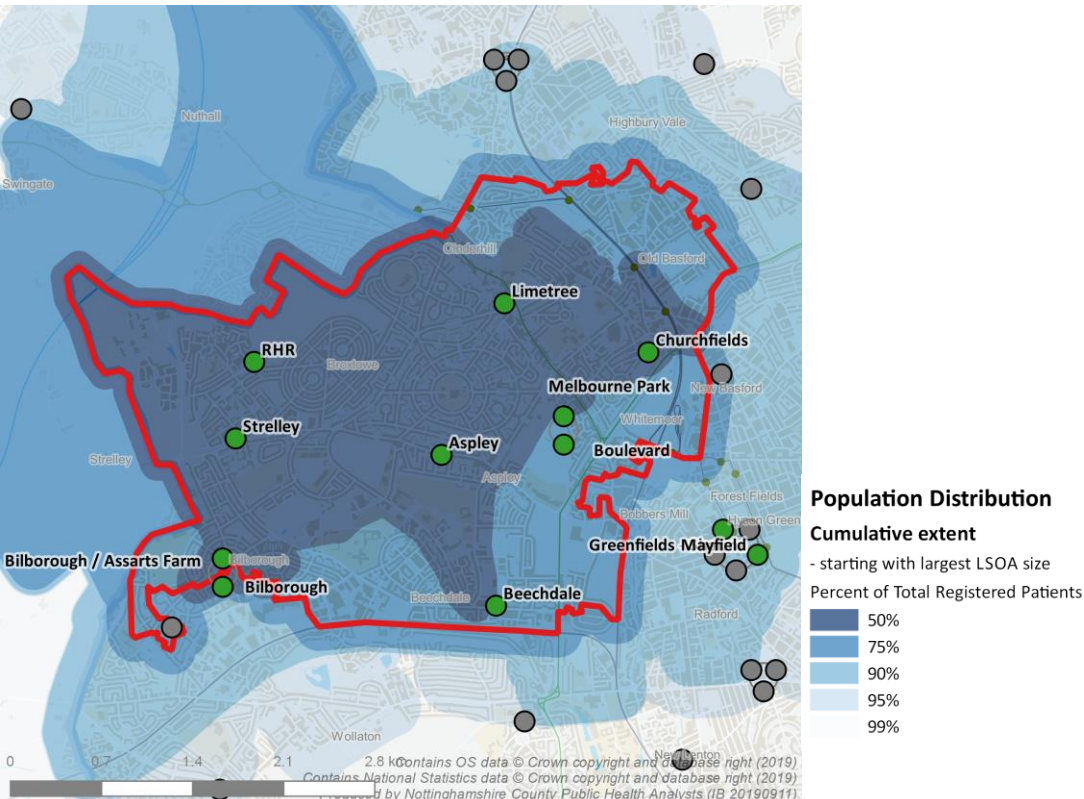 Nuthall
Highbury Vale
Swingate
Cinderhill
Old Basford
Limetree
RHR
Broxtowe
Churchfields
New Basford
Melbourne Park
Whitemoor
Strelley
Aspley
Boulevard
Strelley
Aspley
Forest Fields
Bobbers Mill
Hyson Green
Greenfields Mayfield
Bilborough / Assarts Farm
Bilborough
Bilborough
Beechdale
Beechdale
Radford
Wollaton
New Lenton
0 0.7 1.4 2.1 2.8 km
Contains OS data © Crown copyright and database right (2019)
Contains National Statistics data © Crown copyright and database right (2019)
Produced by Nottinghamshire County Public Health Analysts (IB 20190911)
Population Distribution
Cumulative extent
- starting with largest LSOA size
Percent of Total Registered Patients
50%
75%
90%
95%
99%